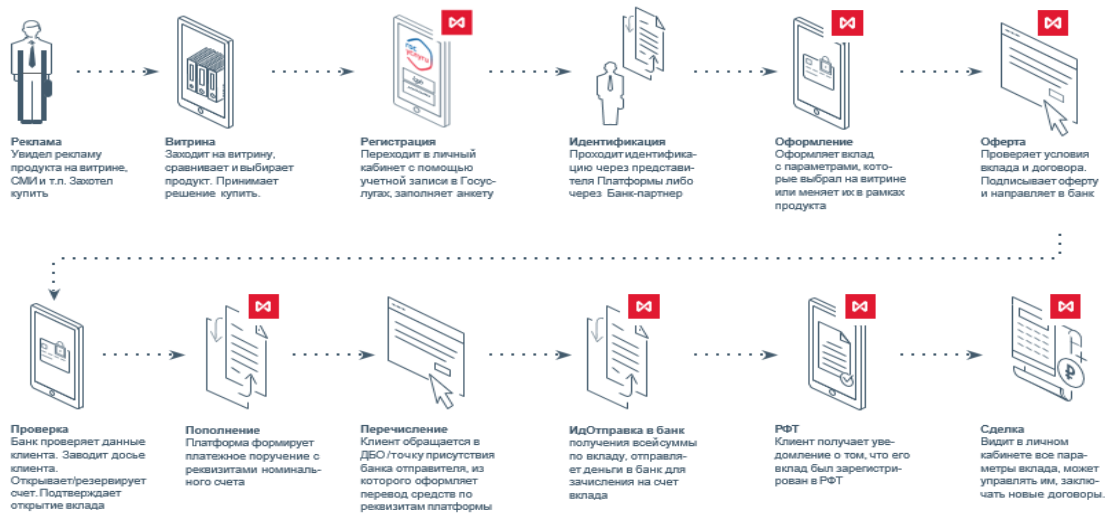 гос
услуги
Реклама
Увидел рекламу
продукта на витрине,
СМИ и т.п. Захотел
купить
Витрина
Заходит на витрину,
сравнивает и выбирает
продукт. Принимает
решение купить.
Регистрация
Переходит в личный
кабинет с помощью
учетной записи в Госус-
лугах, заполняет анкету
Идентификация
Проходит идентифика-
цию через представи-
теля Платформы либо
через Банк-партнер
Оформление
Оформляет вклад
с параметрами, кото-
рые выбрал на витрине
или меняет их в рамках
продукта
Оферта
Проверяет условия
вклада и договора.
Подписывает оферту
и направляет в банк
Проверка
Банк проверяет данные
клиента. Заводит досье
клиента.
Открывает/резервирует
счет. Подтверждает
открытие вклада
Пополнение
Платформа формирует
платежное поручение с
реквизитами номиналь-
ного счета
Перечисление
Клиент обращается в
ДБО /точку присутствия
банка отправителя, из
которого оформляет
перевод средств по
реквизитам платформы
ИдОтправка в банк
получения всей суммы
по вкладу, отправля-
ет деньги в банк для
зачисления на счет
вклада
РФТ
Клиент получает уве-
домление о том, что его
вклад был зарегистри-
рован в РФТ
₽
Сделка
Видит в личном
кабинете все пара-
метры вклада, может
управлять им, заклю-
чать новые договоры.